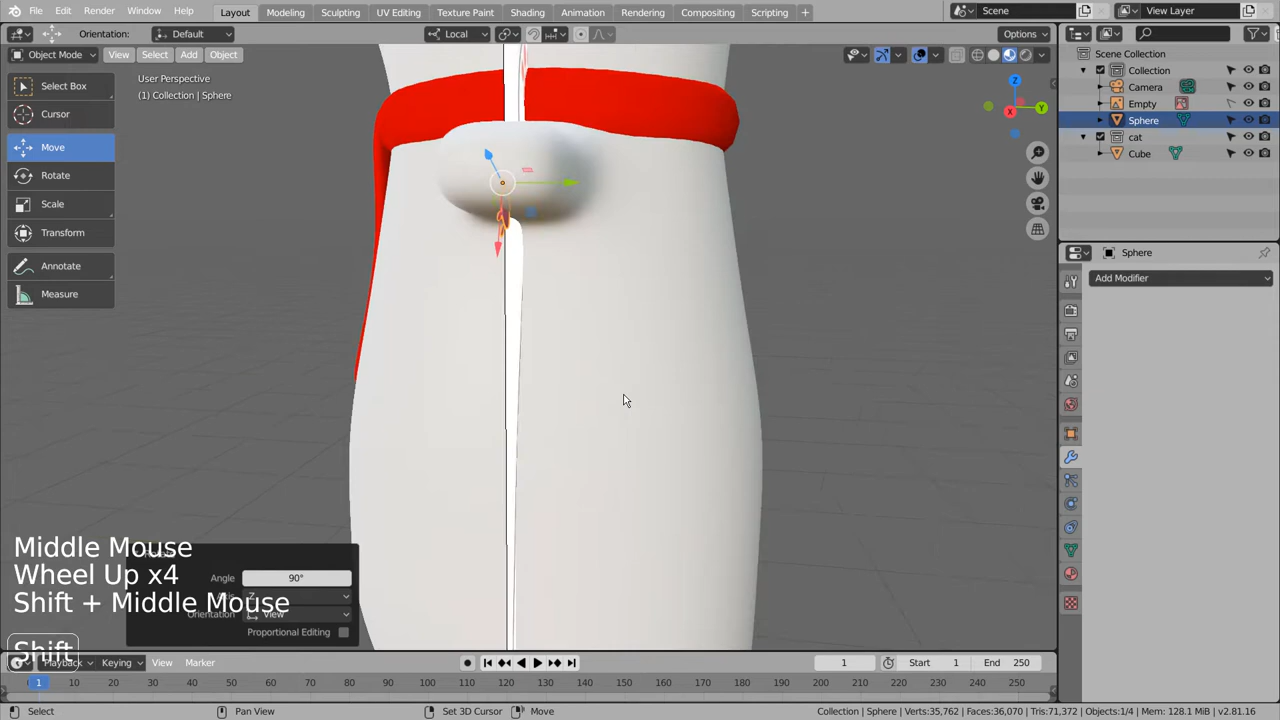 File Edit Render Window Help Layout Modeling Sculpting UV Editing Texture Paint Shading Animation Rendering Compositing Scripting + Scene View Layer
Orientation: Default Local Options
Object Mode View Select Add Object
User Perspective
(1) Collection | Sphere
Select Box
Cursor
Move
Rotate
Scale
Transform
Annotate
Measure
X
Y
Z
Scene Collection
Collection
Camera
Empty
Sphere
cat
Cube
Sphere
Add Modifier
Middle Mouse
Wheel Up x4
Shift + Middle Mouse
Shift
Angle 90°
Z
Orientation View
Proportional Editing
Playback Keying View Marker 1 Start 1 End 250
1 10 20 30 40 50 60 70 80 90 100 110 120 130 140 150 160 170 180 190 200 210 220 230 240 250
Select Pan View Set 3D Cursor Move Collection | Sphere | Verts:35,762 | Faces:36,070 | Tris:71,372 | Objects:1/4 | Mem: 128.1 MiB | v2.81.16